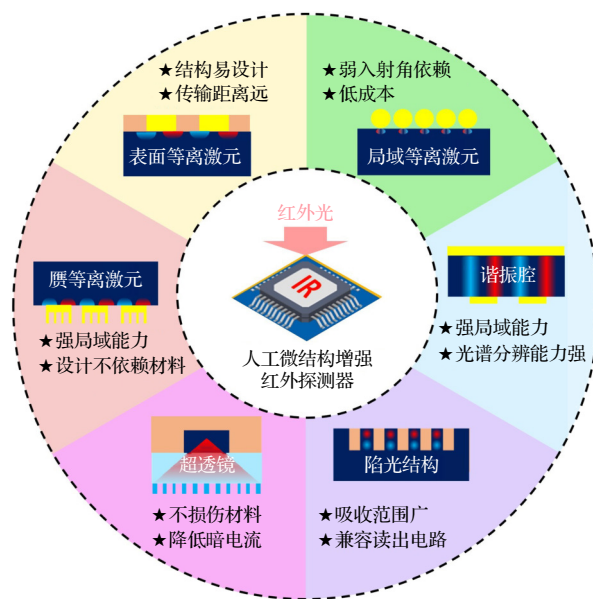 ★结构易设计
★传输距离远
表面等离激元
★弱入射角依赖
★低成本
局域等离激元
谐振腔
★强局域能力
★光谱分辨能力强
陷光结构
★吸收范围广
★兼容读出电路
超透镜
★不损伤材料
★降低暗电流
赝等离激元
★强局域能力
★设计不依赖材料
红外光
IR
人工微结构增强
红外探测器